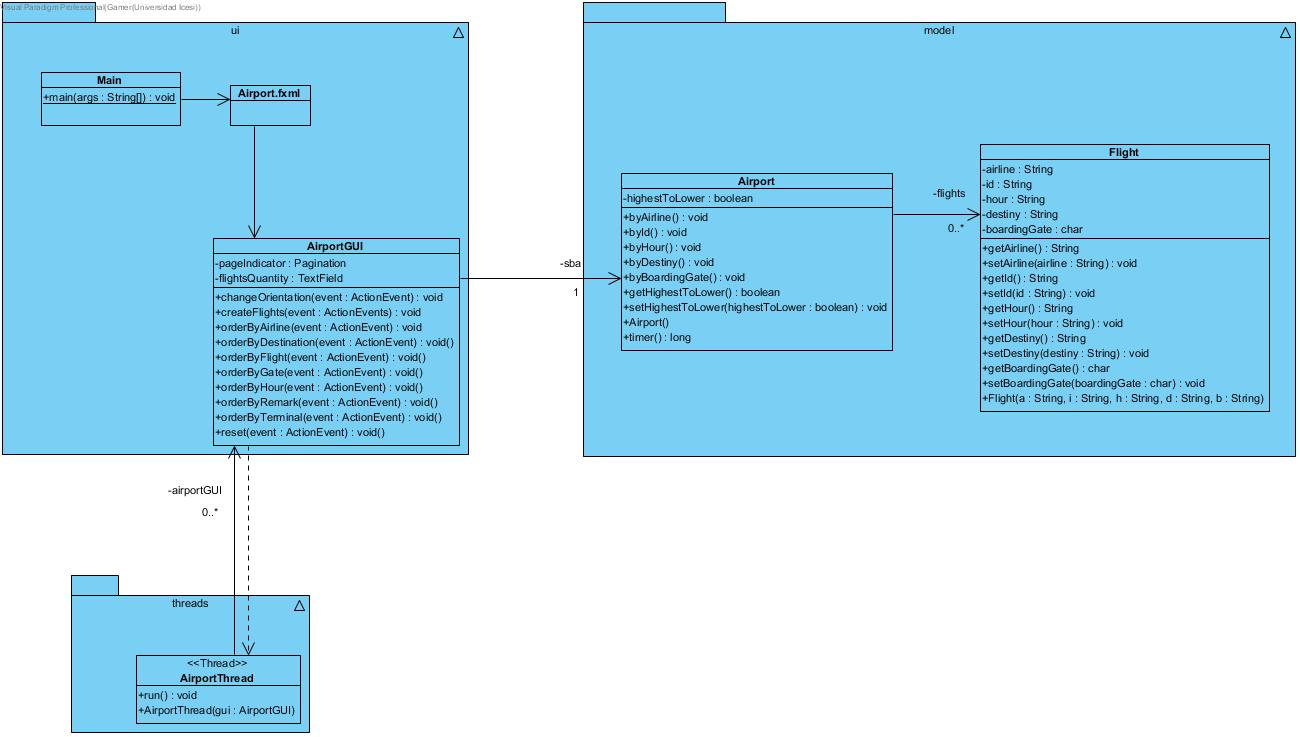 Visual Paradigm Professional(Gamer(Universidad Icesi))
ui
Main
+main(args : String[]) : void
Airport.fxml
AirportGUI
-pageIndicator : Pagination
-flightsQuantity : TextField
+changeOrientation(event : ActionEvent) : void
+createFlights(event : ActionEvents) : void
+orderByAirline(event : ActionEvent) : void
+orderByDestination(event : ActionEvent) : void()
+orderByFlight(event : ActionEvent) : void()
+orderByGate(event : ActionEvent) : void()
+orderByHour(event : ActionEvent) : void()
+orderByRemark(event : ActionEvent) : void()
+orderByTerminal(event : ActionEvent) : void()
+reset(event : ActionEvent) : void()
-sba
1
model
Airport
-highestToLower : boolean
+byAirline() : void
+byId() : void
+byHour() : void
+byDestiny() : void
+byBoardingGate() : void
+getHighestToLower() : boolean
+setHighestToLower(highestToLower : boolean) : void
+Airport()
+timer() : long
-flights
0..*
Flight
-airline : String
-id : String
-hour : String
-destiny : String
-boardingGate : char
+getAirline() : String
+setAirline(airline : String) : void
+getId() : String
+setId(id : String) : void
+getHour() : String
+setHour(hour : String) : void
+getDestiny() : String
+setDestiny(destiny : String) : void
+getBoardingGate() : char
+setBoardingGate(boardingGate : char) : void
+Flight(a : String, i : String, h : String, d : String, b : String)
-airportGUI
0..*
threads
<<Thread>>
AirportThread
+run() : void
+AirportThread(gui : AirportGUI)